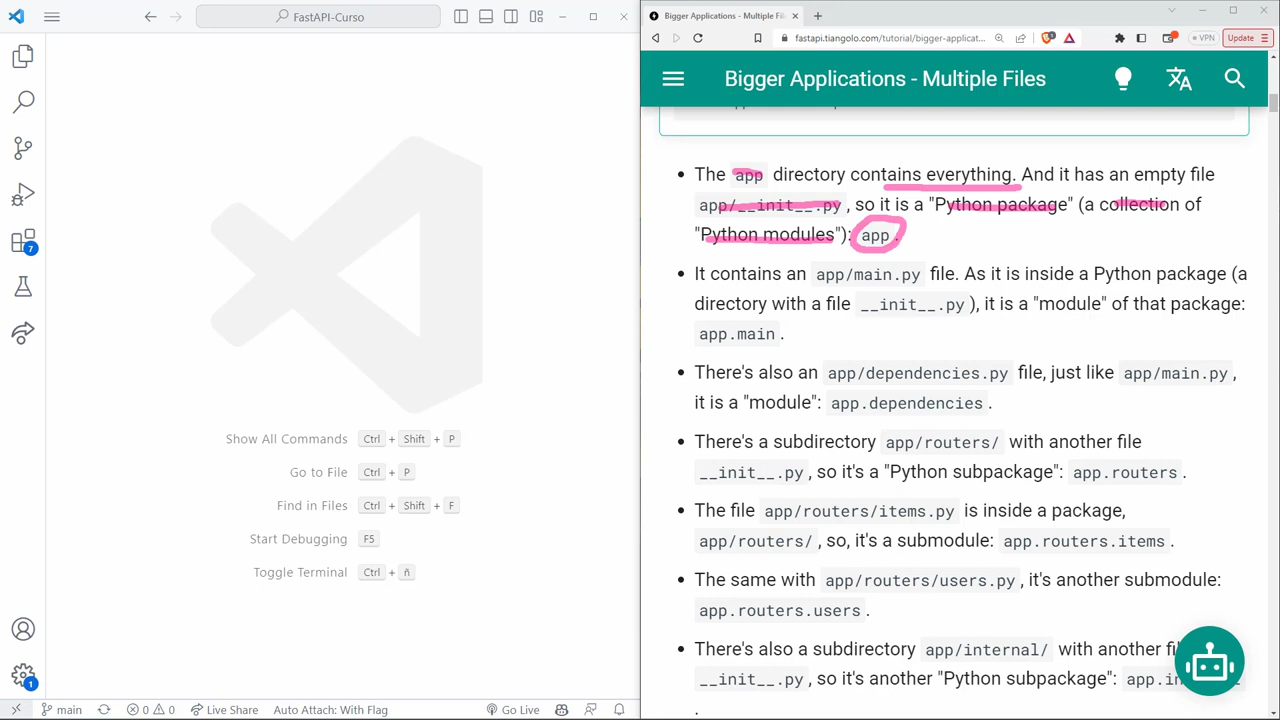 FastAPI-Curso
Show All Commands Ctrl + Shift + P
Go to File Ctrl + P
Find in Files Ctrl + Shift + F
Start Debugging F5
Toggle Terminal Ctrl + ñ
7
1
main
0 0
Live Share
Auto Attach: With Flag
Go Live
Bigger Applications - Multiple Files
fastapi.tiangolo.com/tutorial/bigger-applicat...
VPN
Update
Bigger Applications - Multiple Files
The app directory contains everything. And it has an empty file
app/__init__.py, so it is a "Python package" (a collection of
"Python modules"): app.
It contains an app/main.py file. As it is inside a Python package (a
directory with a file __init__.py), it is a "module" of that package:
app.main.
There's also an app/dependencies.py file, just like app/main.py,
it is a "module": app.dependencies.
There's a subdirectory app/routers/ with another file
__init__.py, so it's a "Python subpackage": app.routers.
The file app/routers/items.py is inside a package,
app/routers/, so, it's a submodule: app.routers.items.
The same with app/routers/users.py, it's another submodule:
app.routers.users.
There's also a subdirectory app/internal/ with another
__init__.py, so it's another "Python subpackage":
.